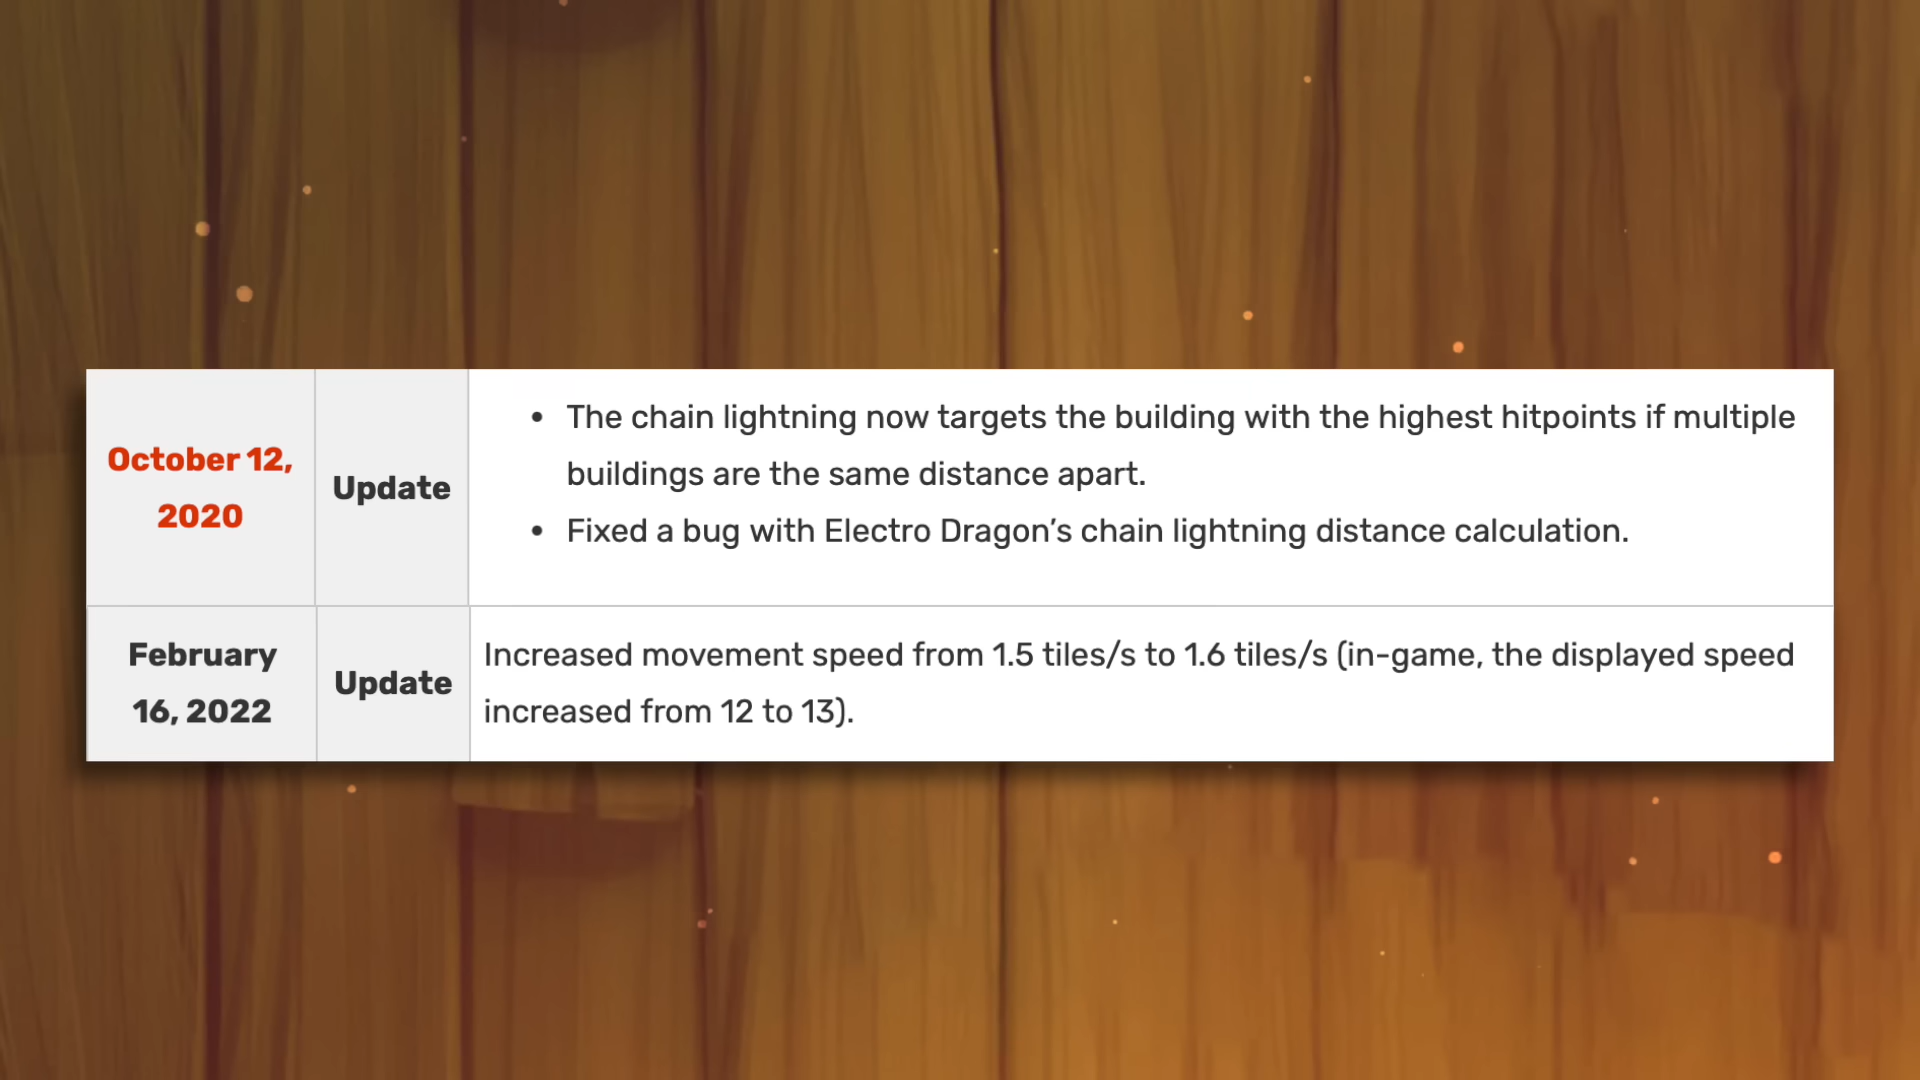 October 12,
2020
Update
• The chain lightning now targets the building with the highest hitpoints if multiple
buildings are the same distance apart.
• Fixed a bug with Electro Dragon’s chain lightning distance calculation.
February
16, 2022
Update
Increased movement speed from 1.5 tiles/s to 1.6 tiles/s (in-game, the displayed speed
increased from 12 to 13).